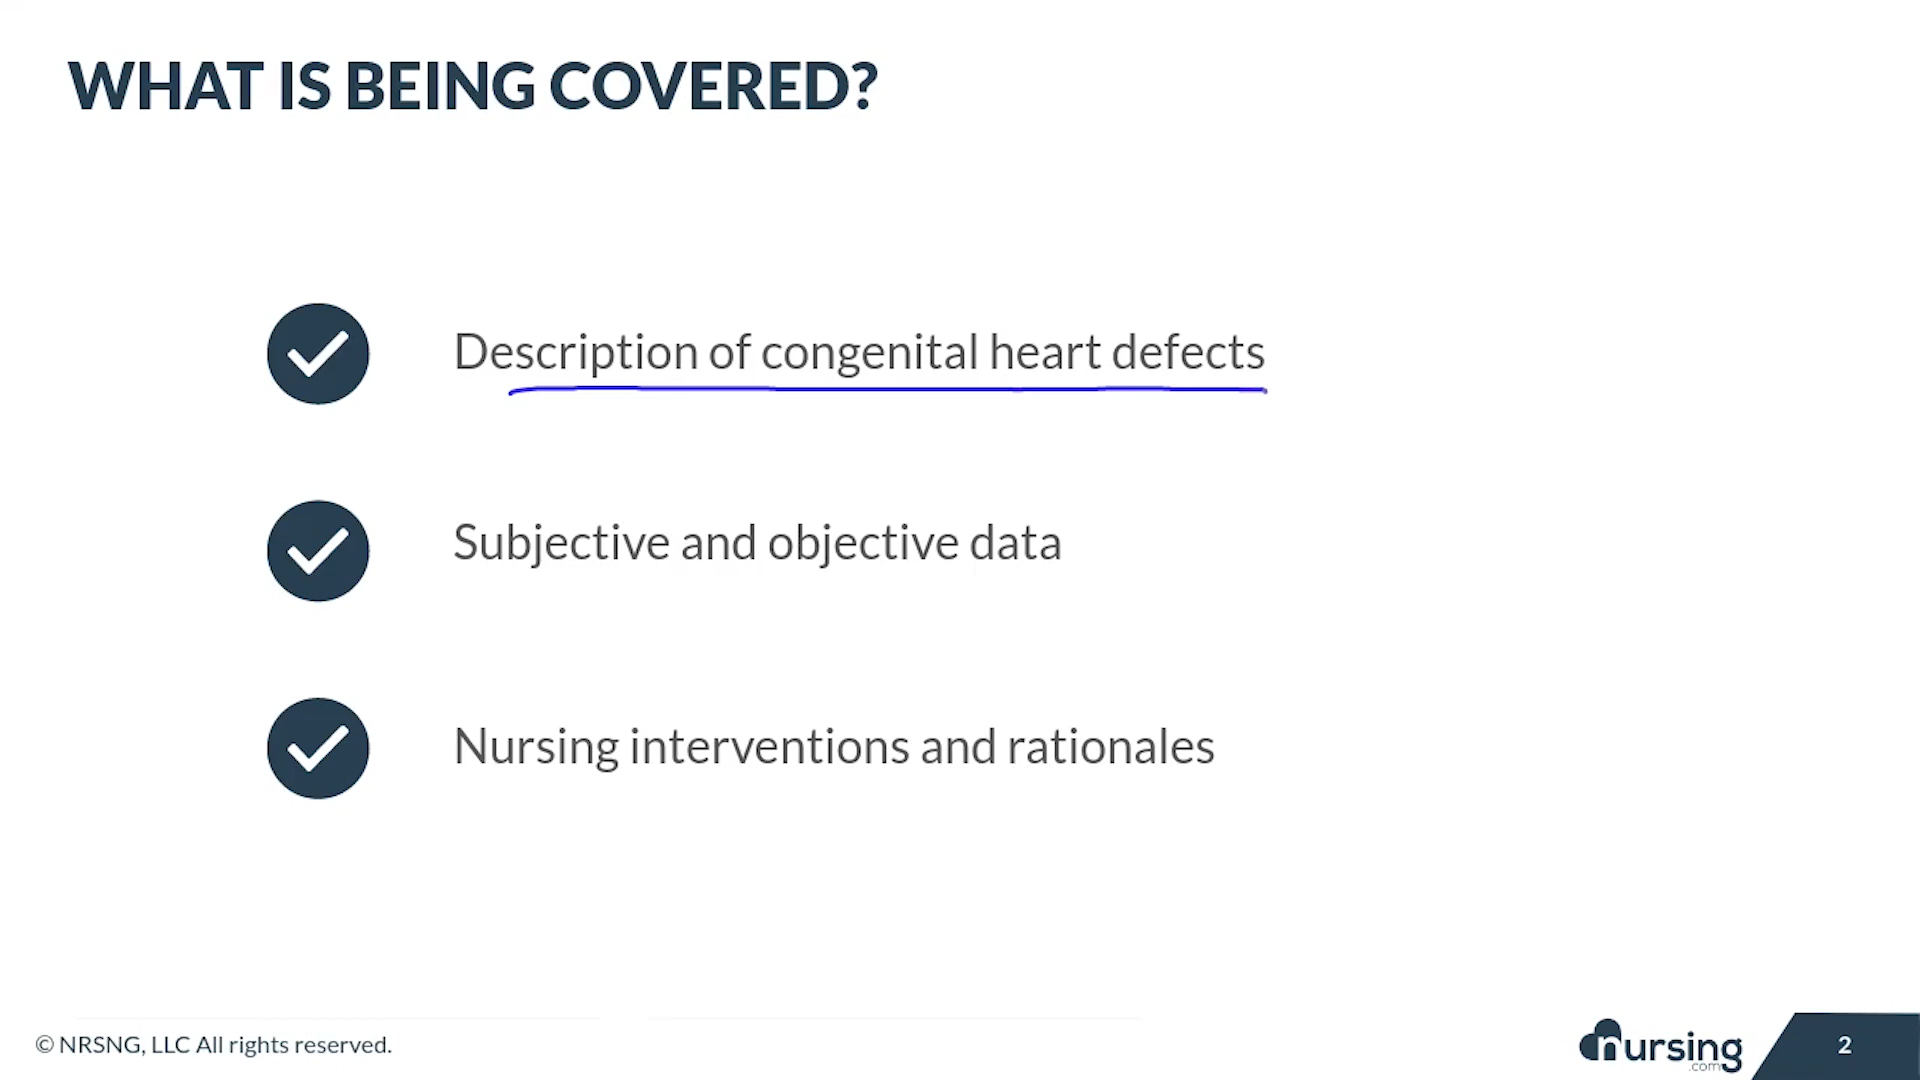 WHAT IS BEING COVERED?
Description of congenital heart defects
Subjective and objective data
Nursing interventions and rationales
© NRSNG, LLC All rights reserved.
nursing
.com
2